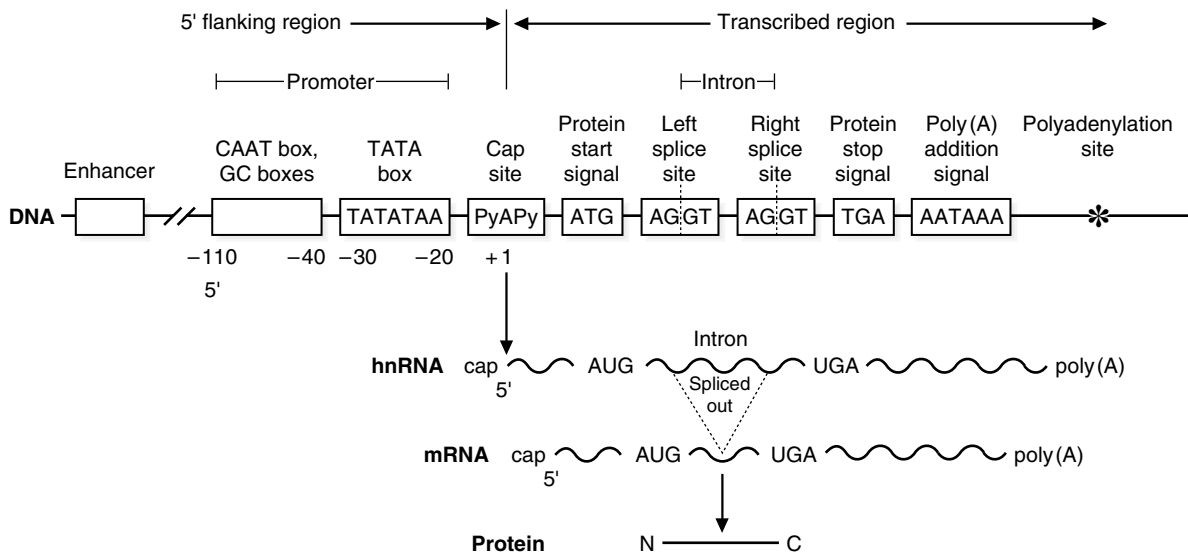 5' flanking region
Transcribed region
Promoter
Intron
Enhancer
CAAT box,
GC boxes
TATA
box
Cap
site
Protein
start
signal
Left
splice
site
Right
splice
site
Protein
stop
signal
Poly(A)
addition
signal
Polyadenylation
site
DNA
TATATAA
PyAPy
ATG
AGGT
AGGT
TGA
AATAAA
*
−110
−40
−30
−20
+1
5'
Intron
hnRNA
cap
AUG
UGA
poly(A)
5'
Spliced
out
mRNA
cap
AUG
UGA
poly(A)
5'
Protein
N
C